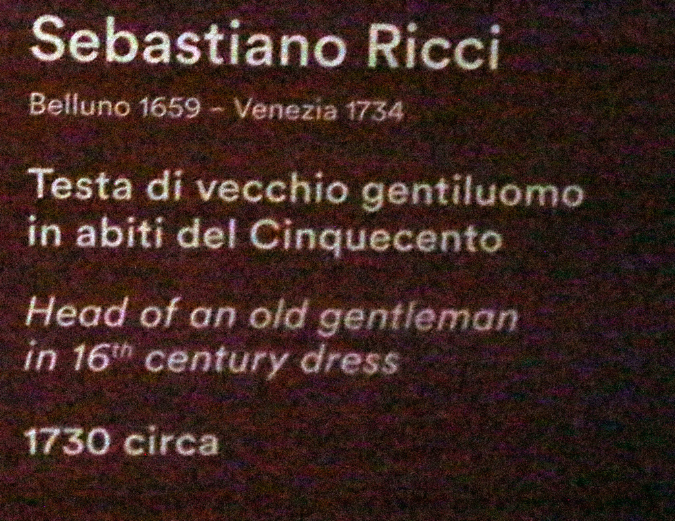 Sebastiano Ricci
Belluno 1659 – Venezia 1734
Testa di vecchio gentiluomo
in abiti del Cinquecento
Head of an old gentleman
in 16th century dress
1730 circa